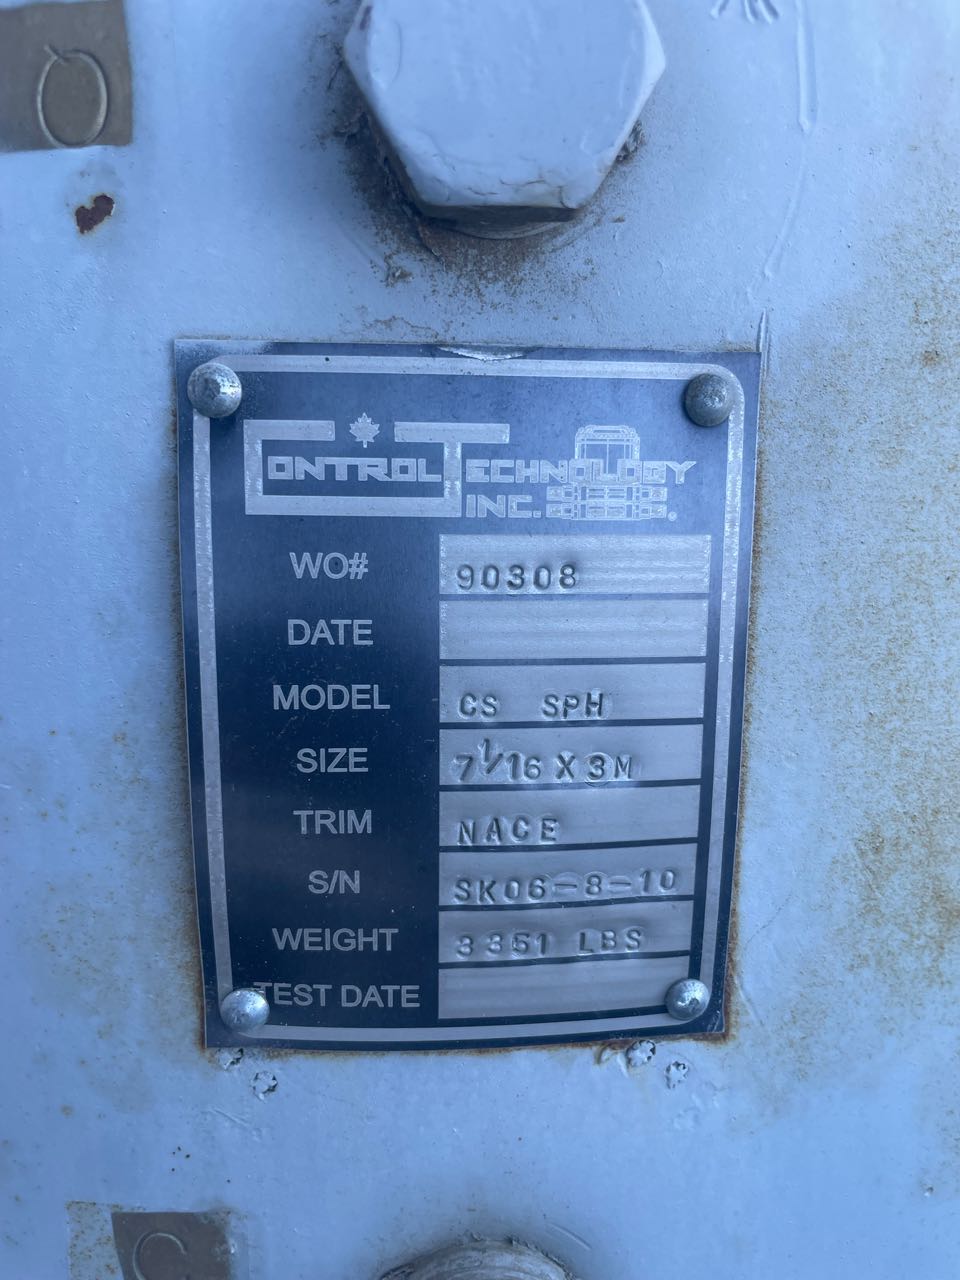 O
CONTROL TECHNOLOGY
INC.
WO# 90308
DATE
MODEL CS SPH
SIZE 7 1/16 X 3M
TRIM NACE
S/N SK06-8-10
WEIGHT 3351 LBS
TEST DATE
C